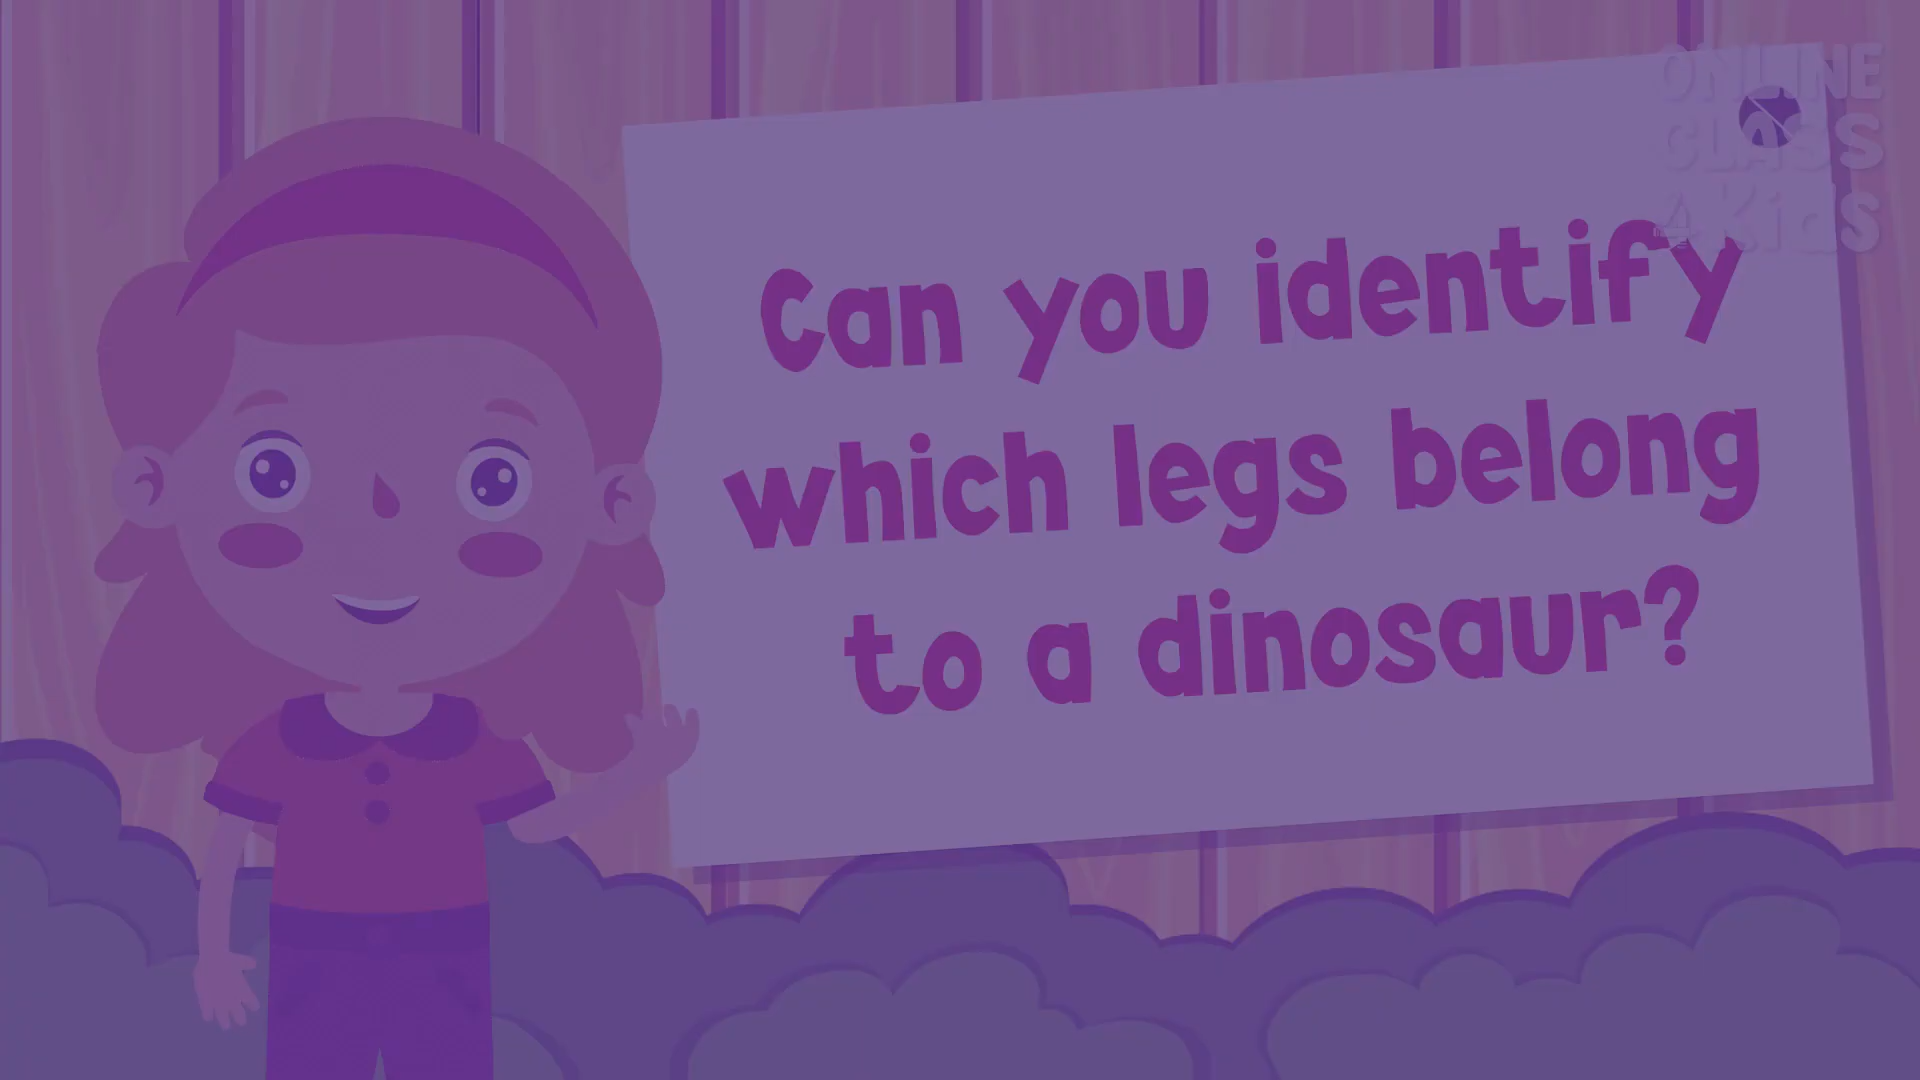 Can you identify
which legs belong
to a dinosaur?
ONLINE
CLASS
4Kids